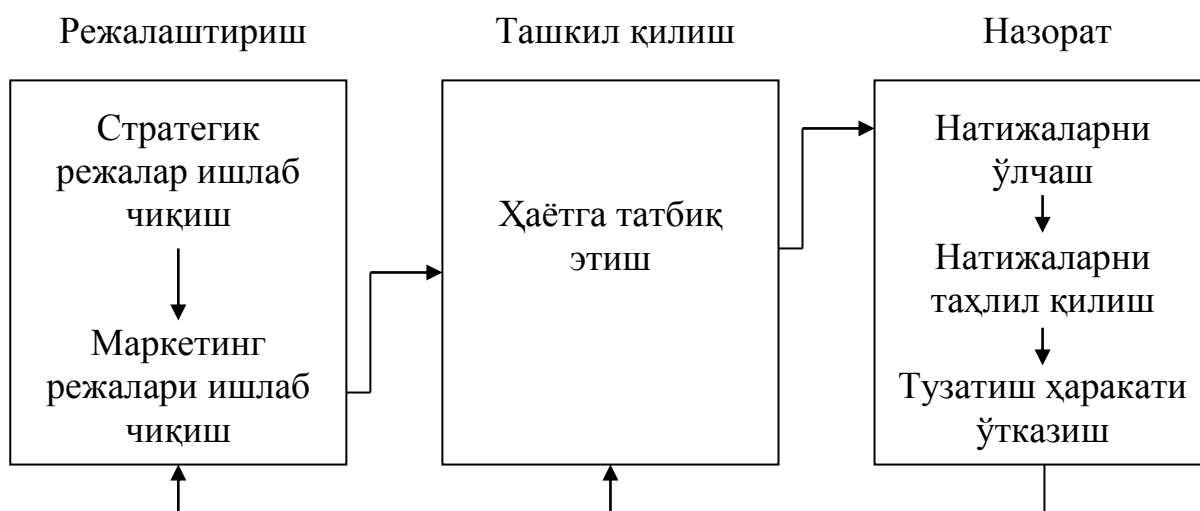 Режалаштириш
Ташкил қилиш
Назорат
Стратегик
режалар ишлаб
чиқиш
Маркетинг
режалари ишлаб
чиқиш
Ҳаётга татбиқ
этиш
Натижаларни
ўлчаш
Натижаларни
таҳлил қилиш
Тузатиш ҳаракати
ўтказиш